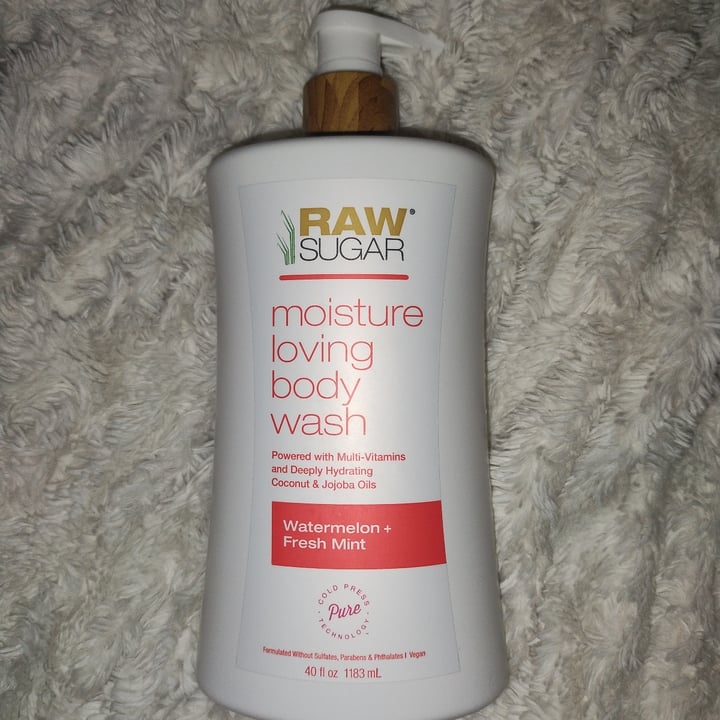 RAW®
SUGAR
moisture
loving
body
wash
Powered with Multi-Vitamins
and Deeply Hydrating
Coconut & Jojoba Oils
Watermelon +
Fresh Mint
COLD PRESS
Pure
TECHNOLOGY
Formulated Without Sulfates, Parabens & Phthalates | Vegan
40 fl oz 1183 mL